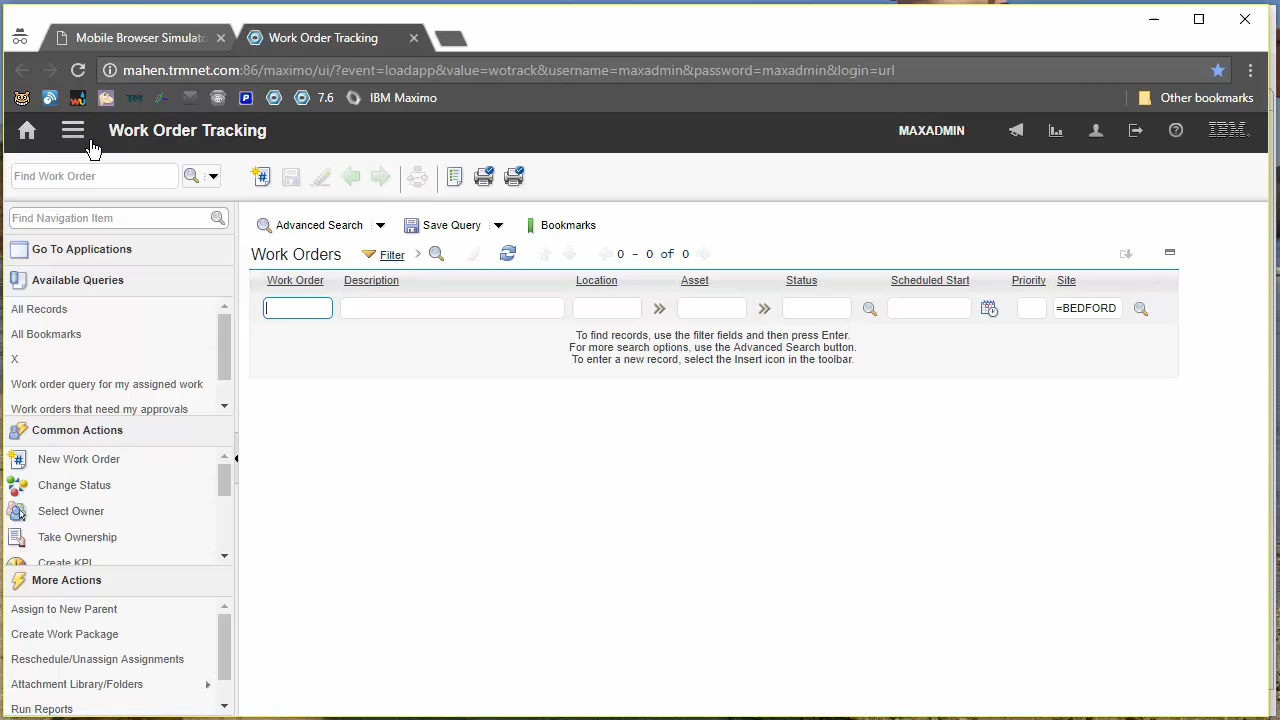 Mobile Browser Simulato
Work Order Tracking
mahen.trmnet.com:86/maximo/ui/?event=loadapp&value=wotrack&username=maxadmin&password=maxadmin&login=url
7.6
IBM Maximo
Other bookmarks
Work Order Tracking
MAXADMIN
IBM
Find Work Order
Find Navigation Item
Go To Applications
Available Queries
All Records
All Bookmarks
X
Work order query for my assigned work
Work orders that need my approvals
Common Actions
New Work Order
Change Status
Select Owner
Take Ownership
Create KPI
More Actions
Assign to New Parent
Create Work Package
Reschedule/Unassign Assignments
Attachment Library/Folders
Run Reports
Advanced Search
Save Query
Bookmarks
Work Orders
Filter
0 - 0 of 0
Work Order Description Location Asset Status Scheduled Start Priority Site
=BEDFORD
To find records, use the filter fields and then press Enter.
For more search options, use the Advanced Search button.
To enter a new record, select the Insert icon in the toolbar.